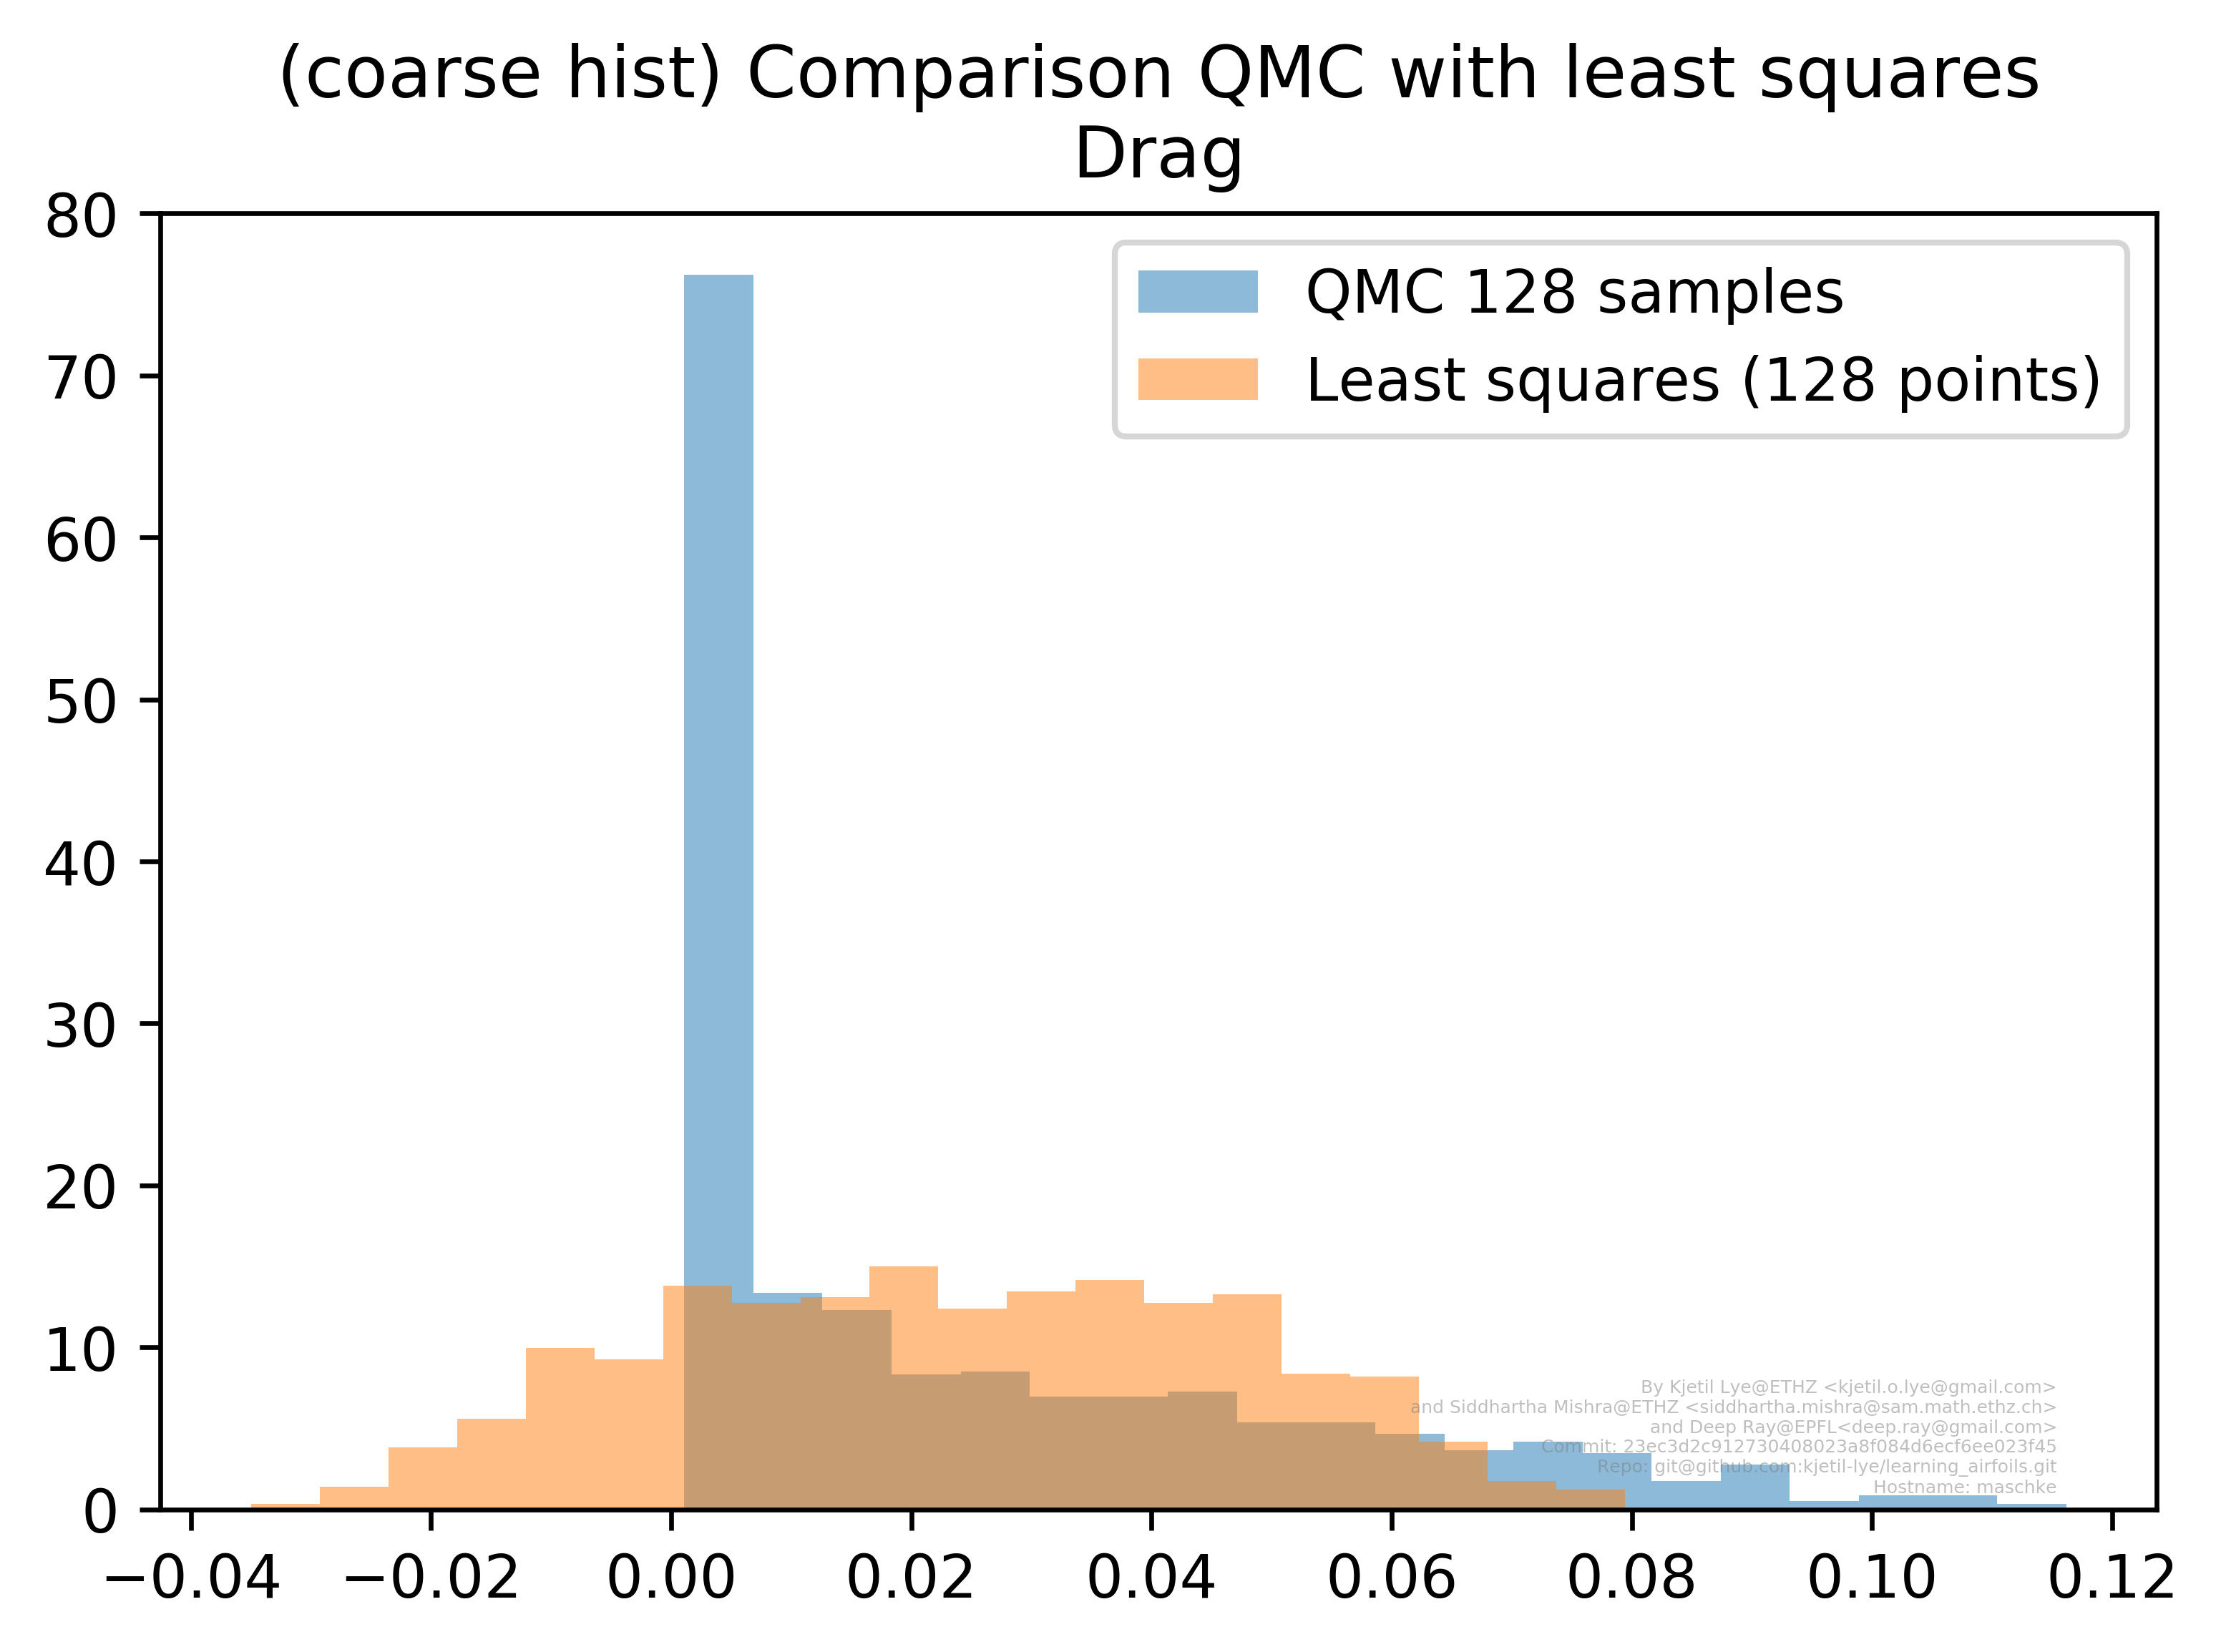 (coarse hist) Comparison QMC with least squares
Drag
80
70
60
50
40
30
20
10
0
QMC 128 samples
Least squares (128 points)
By Kjetil Lye@ETHZ <kjetil.o.lye@gmail.com>
and Siddhartha Mishra@ETHZ <siddhartha.mishra@sam.math.ethz.ch>
and Deep Ray@EPFL<deep.ray@gmail.com>
Commit: 23ec3d2c912730408023a8f084d6ecf6ee023f45
Repo: git@github.com:kjetil-lye/learning_airfoils.git
Hostname: maschke
−0.04 −0.02 0.00 0.02 0.04 0.06 0.08 0.10 0.12